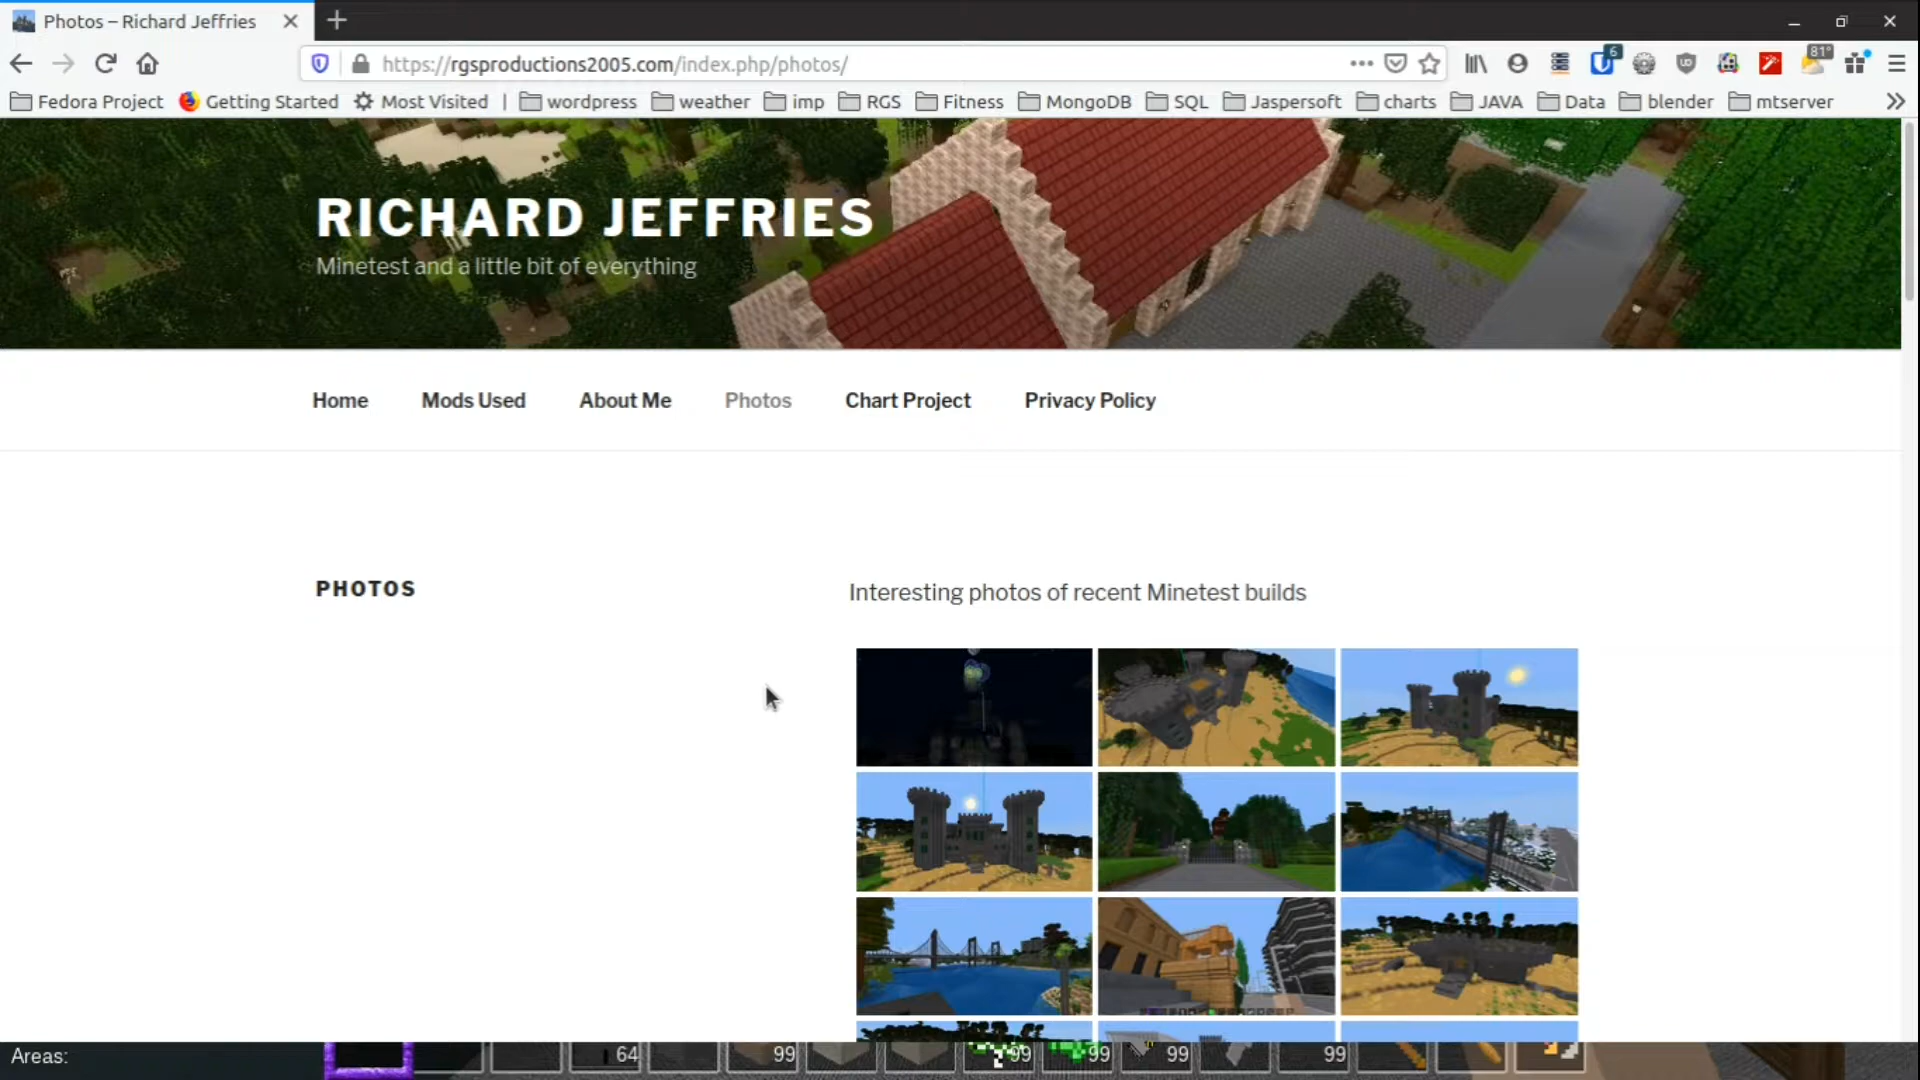 Photos – Richard Jeffries
https://rgsproductions2005.com/index.php/photos/
6
81°
Fedora Project
Getting Started
Most Visited
wordpress
weather
imp
RGS
Fitness
MongoDB
SQL
Jaspersoft
charts
JAVA
Data
blender
mtserver
RICHARD JEFFRIES
Minetest and a little bit of everything
Home
Mods Used
About Me
Photos
Chart Project
Privacy Policy
PHOTOS
Interesting photos of recent Minetest builds
Areas:
64
99
99
99
99
99